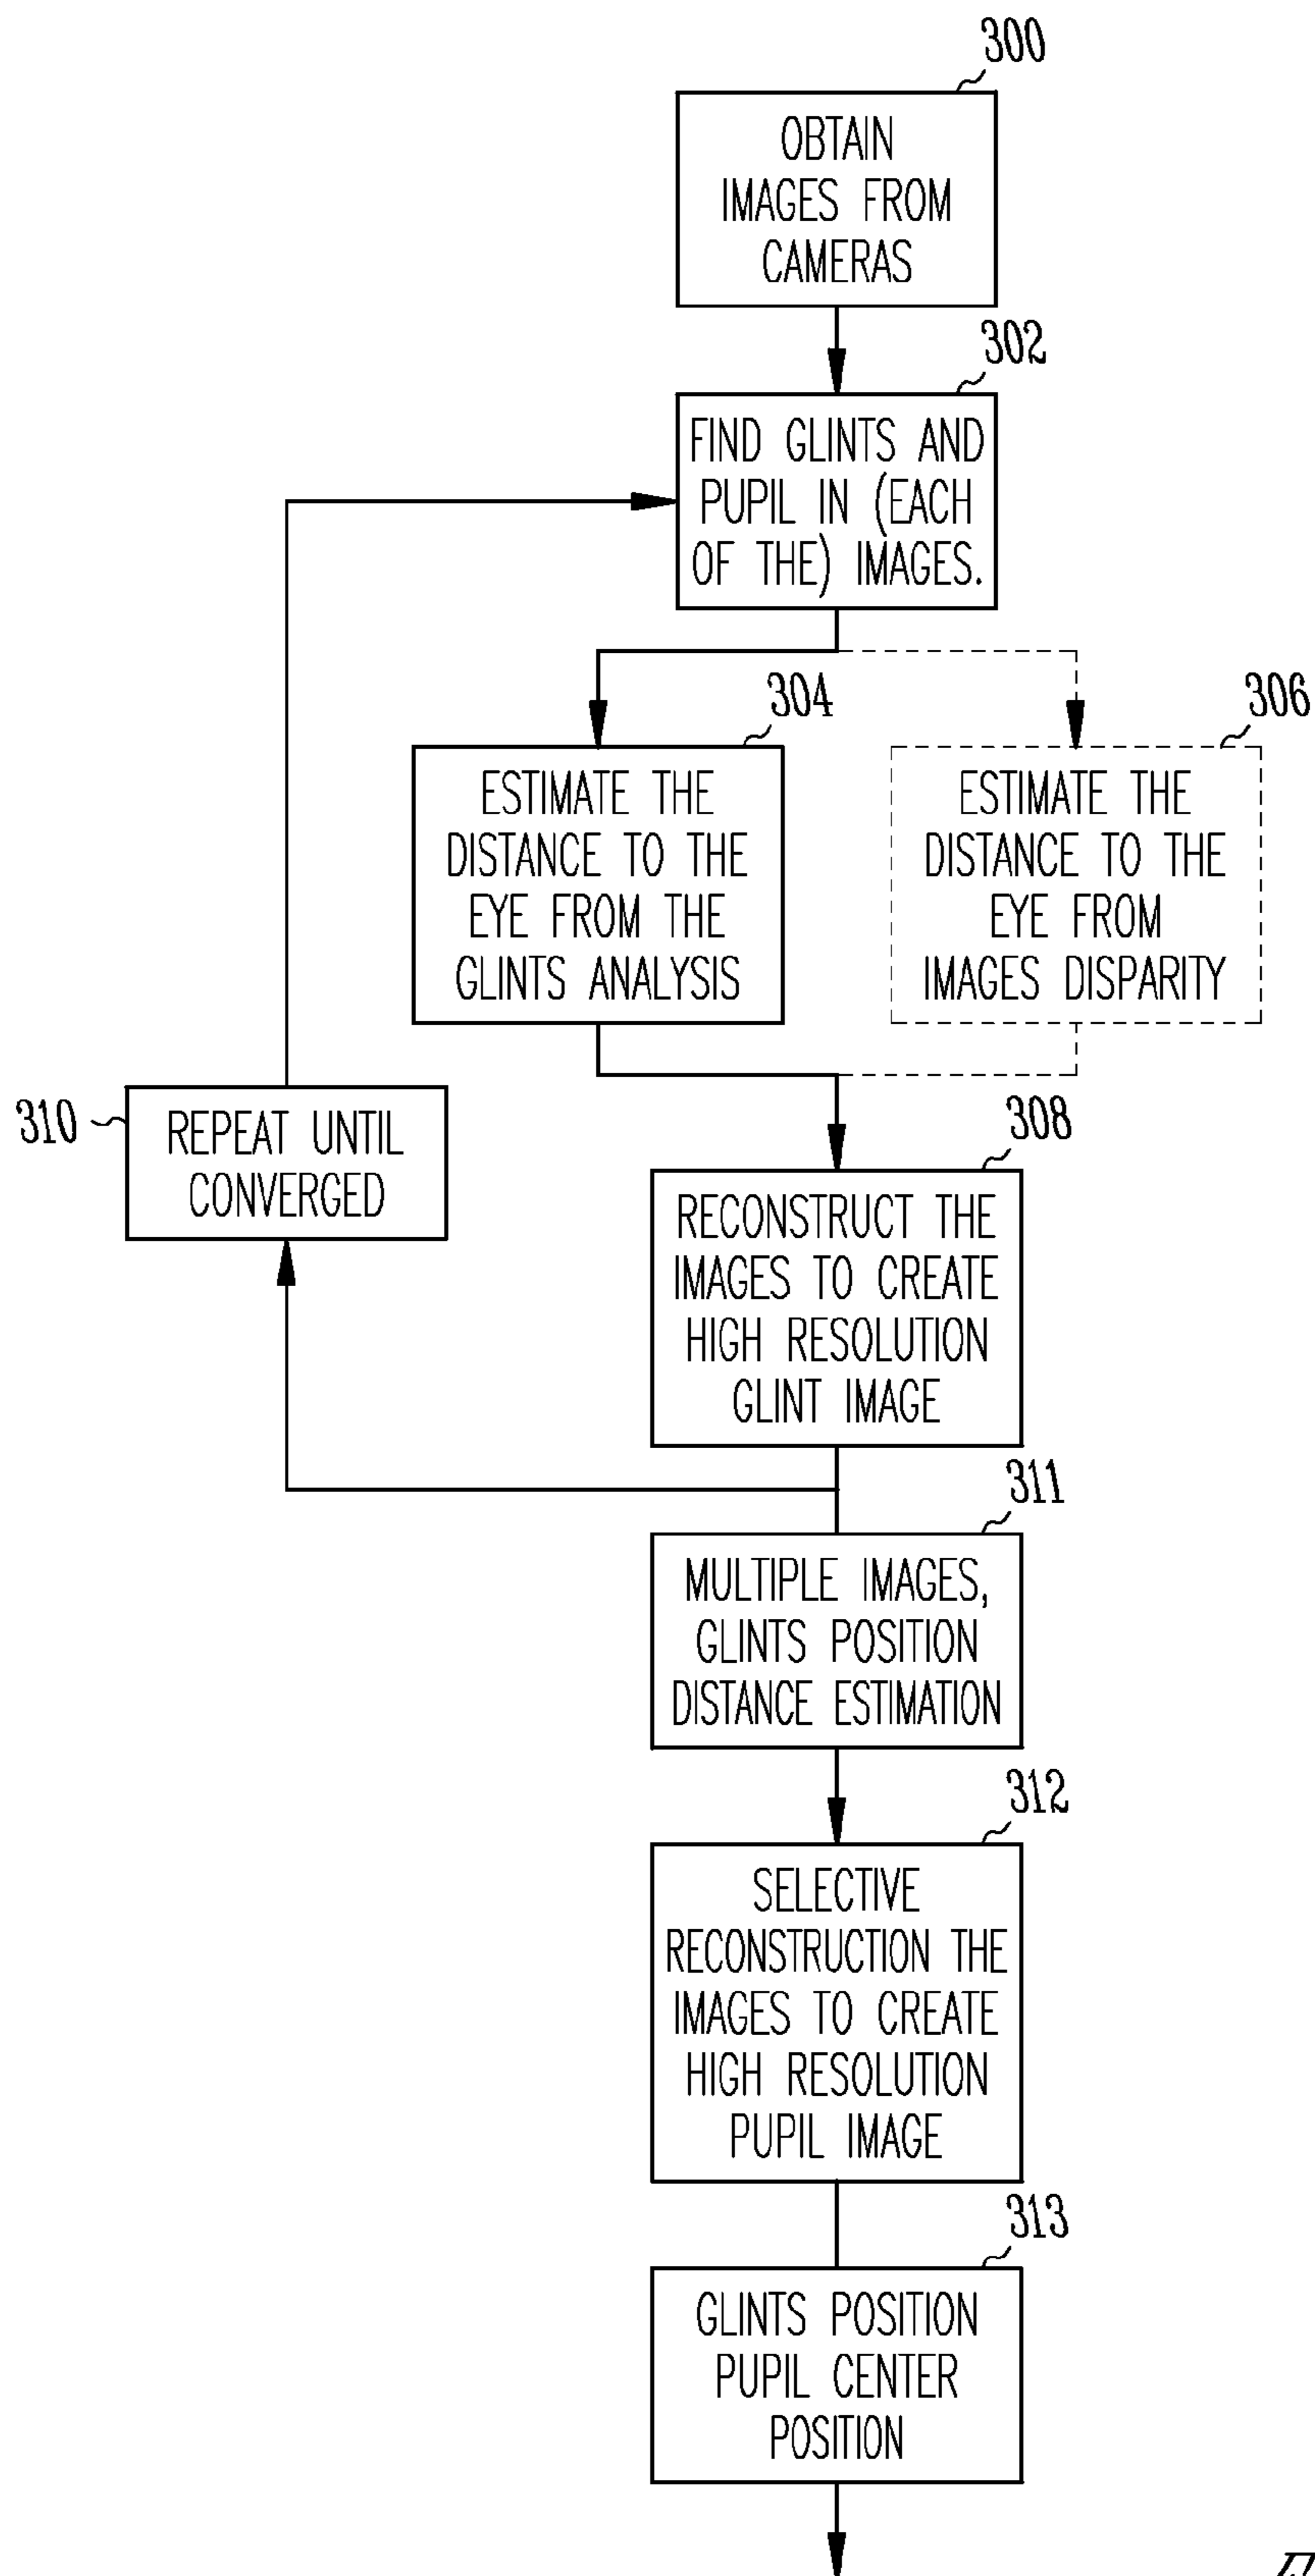 300
OBTAIN
IMAGES FROM
CAMERAS
302
FIND GLINTS AND
PUPIL IN (EACH
OF THE) IMAGES.
304
ESTIMATE THE
DISTANCE TO THE
EYE FROM THE
GLINTS ANALYSIS
306
ESTIMATE THE
DISTANCE TO THE
EYE FROM
IMAGES DISPARITY
310
REPEAT UNTIL
CONVERGED
308
RECONSTRUCT THE
IMAGES TO CREATE
HIGH RESOLUTION
GLINT IMAGE
311
MULTIPLE IMAGES,
GLINTS POSITION
DISTANCE ESTIMATION
312
SELECTIVE
RECONSTRUCTION THE
IMAGES TO CREATE
HIGH RESOLUTION
PUPIL IMAGE
313
GLINTS POSITION
PUPIL CENTER
POSITION